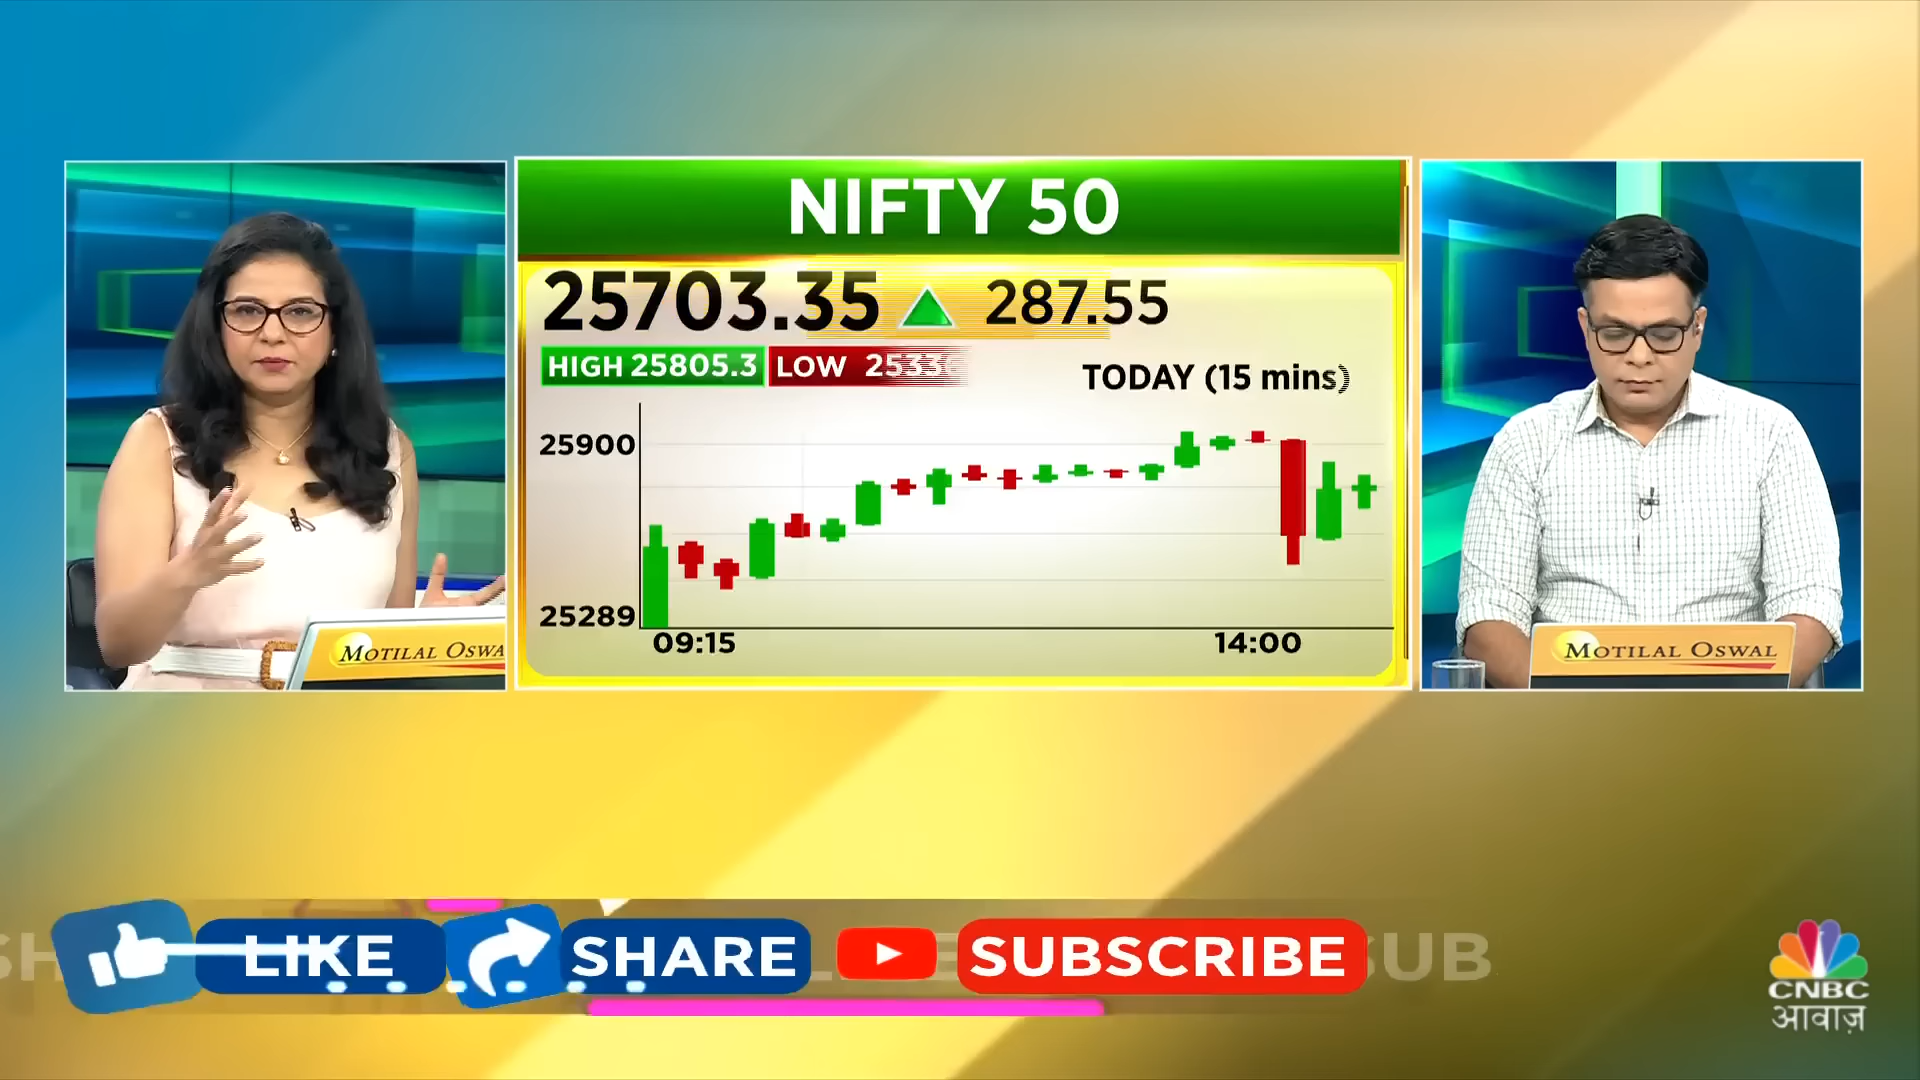 NIFTY 50
25703.35 287.55
HIGH 25805.3 LOW
TODAY (15 mins)
25900
25289
09:15 14:00
MOTILAL OSWA
MOTILAL OSWAL
LIKE SHARE SUBSCRIBE SUB
CNBC
आवाज़